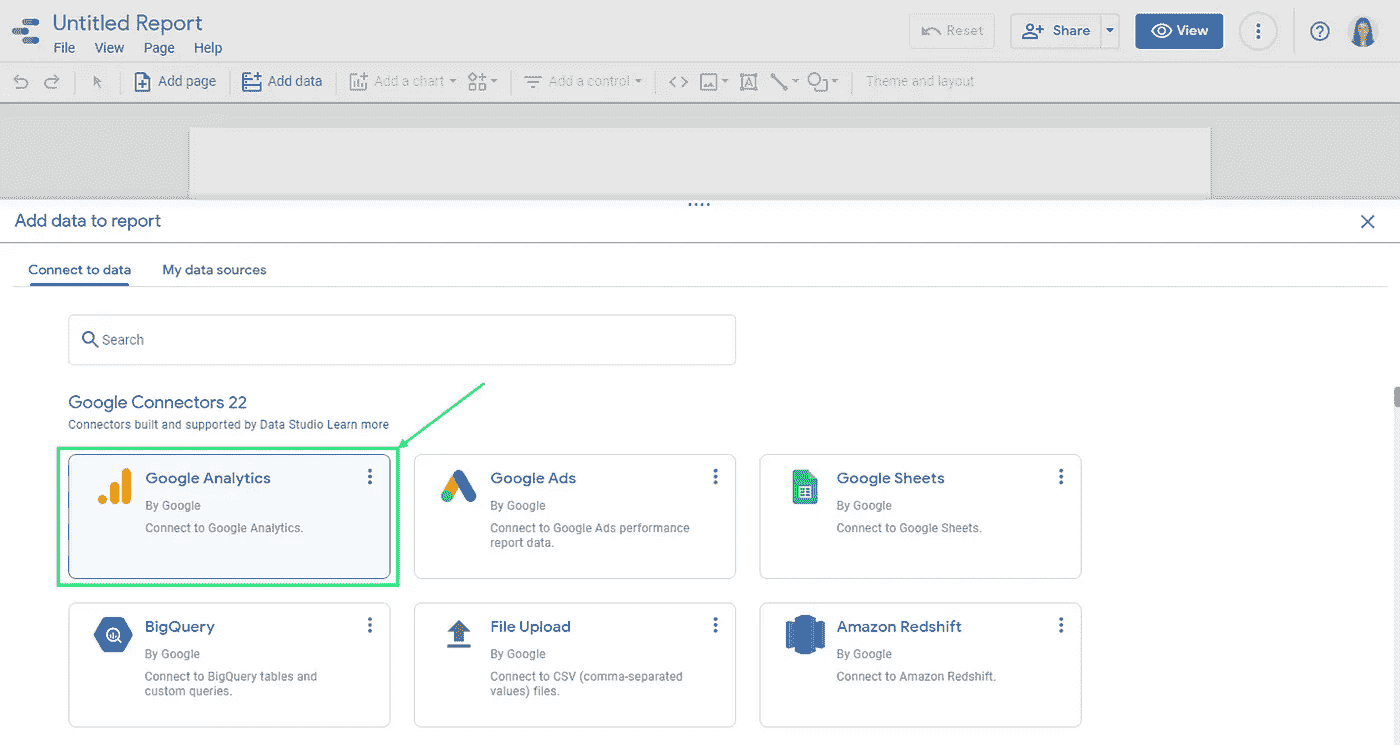 Untitled Report
File View Page Help
Reset Share View
Add page Add data Add a chart Add a control Theme and layout
Add data to report
Connect to data My data sources
Search
Google Connectors 22
Connectors built and supported by Data Studio Learn more
Google Analytics
By Google
Connect to Google Analytics.
Google Ads
By Google
Connect to Google Ads performance
report data.
Google Sheets
By Google
Connect to Google Sheets.
BigQuery
By Google
Connect to BigQuery tables and
custom queries.
File Upload
By Google
Connect to CSV (comma-separated
values) files.
Amazon Redshift
By Google
Connect to Amazon Redshift.